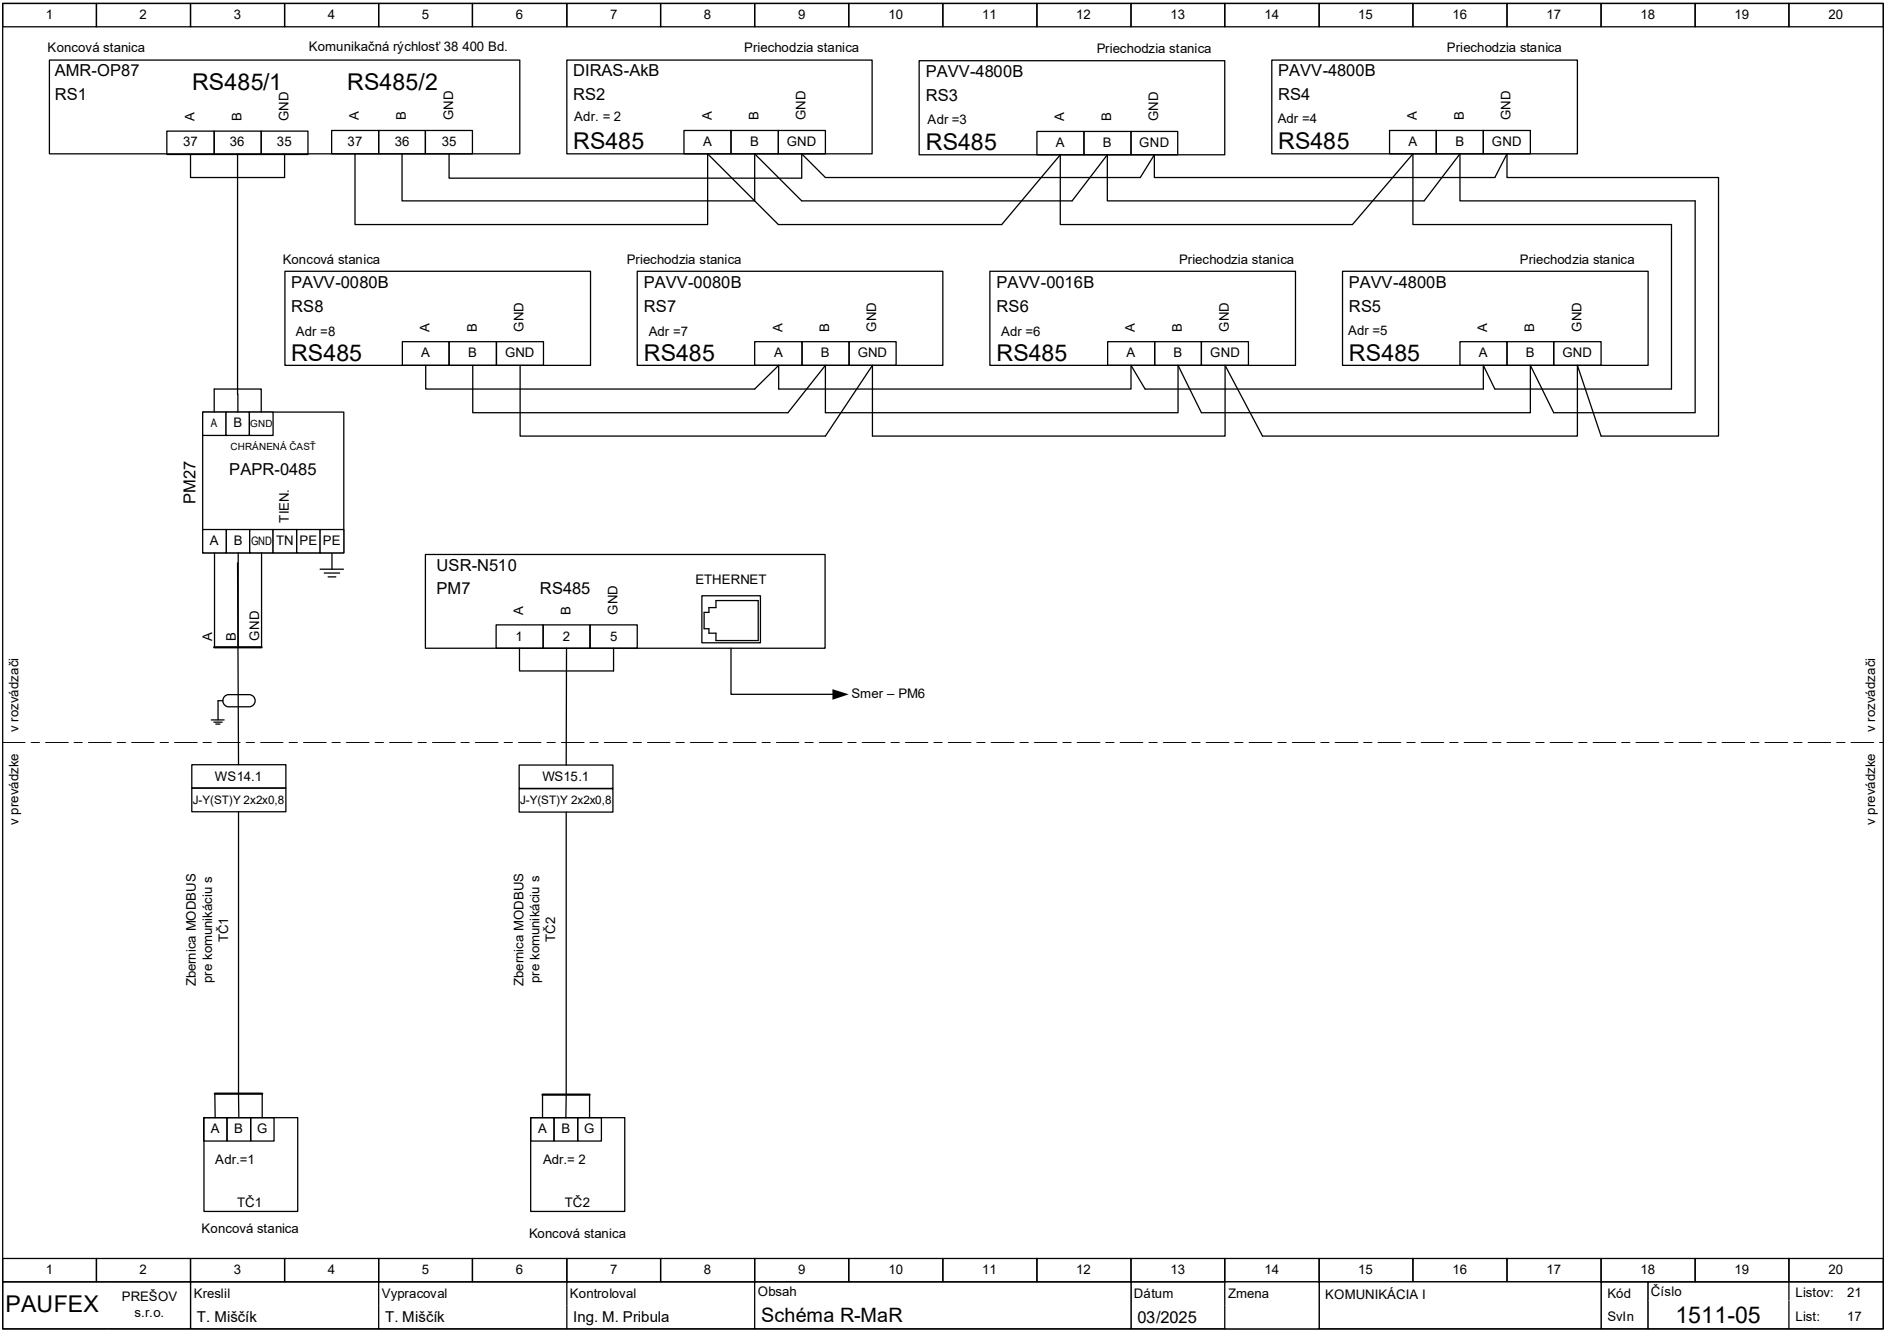 1 2 3 4 5 6 7 8 9 10 11 12 13 14 15 16 17 18 19 20
Koncová stanica
Komunikačná rýchlosť 38 400 Bd.
AMR-OP87
RS1
RS485/1
RS485/2
A B GND
A B GND
37 36 35
37 36 35
Priechodzia stanica
DIRAS-AkB
RS2
Adr. = 2
RS485
A B GND
A B GND
Priechodzia stanica
PAVV-4800B
RS3
Adr =3
RS485
A B GND
A B GND
Priechodzia stanica
PAVV-4800B
RS4
Adr =4
RS485
A B GND
A B GND
Koncová stanica
PAVV-0080B
RS8
Adr =8
RS485
A B GND
A B GND
Priechodzia stanica
PAVV-0080B
RS7
Adr =7
RS485
A B GND
A B GND
Priechodzia stanica
PAVV-0016B
RS6
Adr =6
RS485
A B GND
A B GND
Priechodzia stanica
PAVV-4800B
RS5
Adr =5
RS485
A B GND
A B GND
A B GND
CHRÁNENÁ ČASŤ
PAPR-0485
PM27
TIEN.
A B GND TN PE PE
A B GND
USR-N510
PM7
RS485
ETHERNET
A B GND
1 2 5
Smer – PM6
v rozvádzači
v rozvádzači
v prevádzke
v prevádzke
WS14.1
J-Y(ST)Y 2x2x0,8
WS15.1
J-Y(ST)Y 2x2x0,8
Zbernica MODBUS
pre komunikáciu s
TČ1
Zbernica MODBUS
pre komunikáciu s
TČ2
A B G
Adr.=1
TČ1
Koncová stanica
A B G
Adr.= 2
TČ2
Koncová stanica
1 2 3 4 5 6 7 8 9 10 11 12 13 14 15 16 17 18 19 20
PAUFEX
PREŠOV
s.r.o.
Kreslil
T. Miščík
Vypracoval
T. Miščík
Kontroloval
Ing. M. Pribula
Obsah
Schéma R-MaR
Dátum
03/2025
Zmena
KOMUNIKÁCIA I
Kód
Svln
Číslo
1511-05
Listov: 21
List: 17